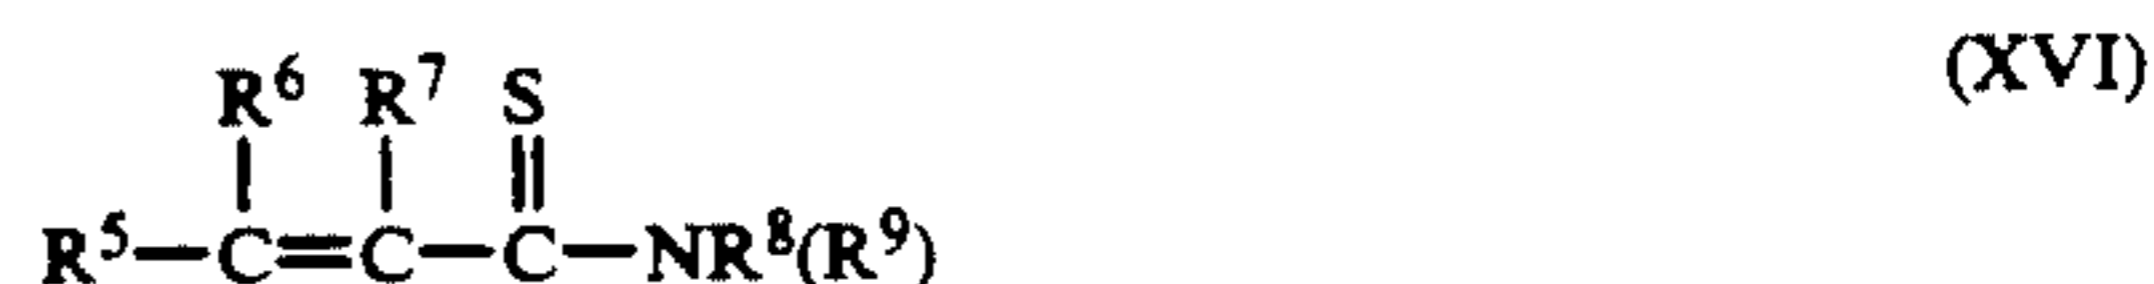 R⁶ R⁷ S (XVI)
R⁵—C=C—C—NR⁸(R⁹)